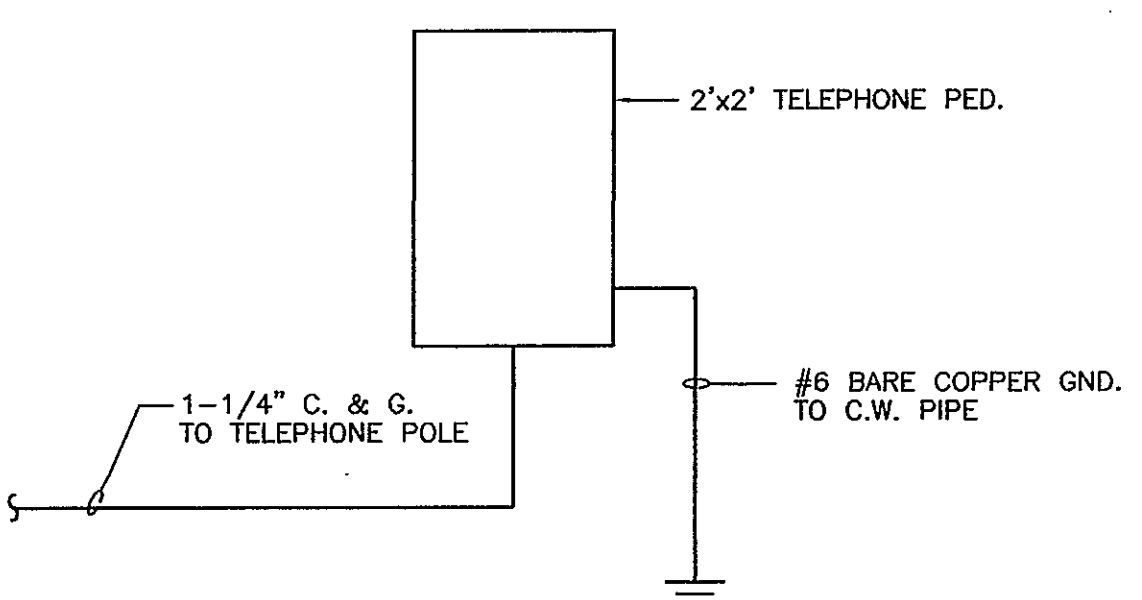 2'x2' TELEPHONE PED.
#6 BARE COPPER GND.
TO C.W. PIPE
1-1/4" C. & G.
TO TELEPHONE POLE